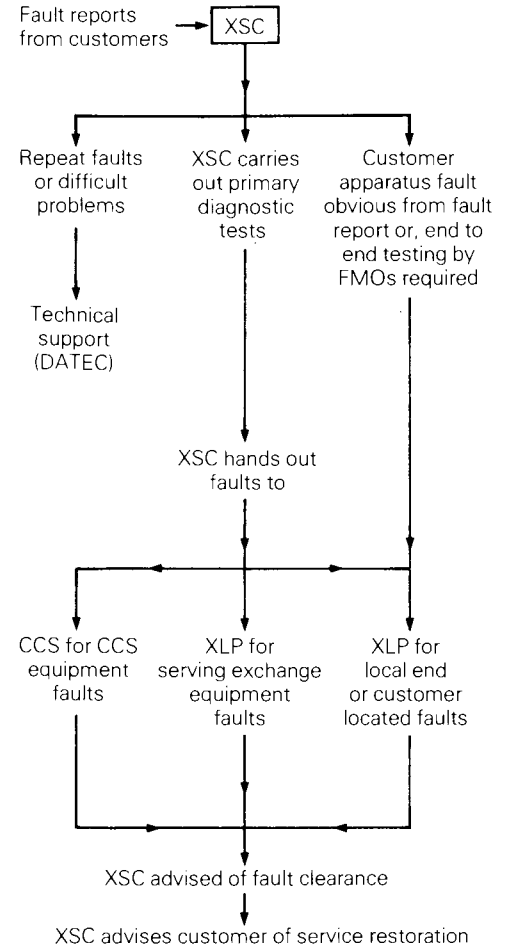 Fault reports
from customers
XSC
Repeat faults
or difficult
problems
XSC carries
out primary
diagnostic
tests
Customer
apparatus fault
obvious from fault
report or, end to
end testing by
FMOs required
Technical
support
(DATEC)
XSC hands out
faults to
CCS for CCS
equipment
faults
XLP for
serving exchange
equipment
faults
XLP for
local end
or customer
located faults
XSC advised of fault clearance
XSC advises customer of service restoration